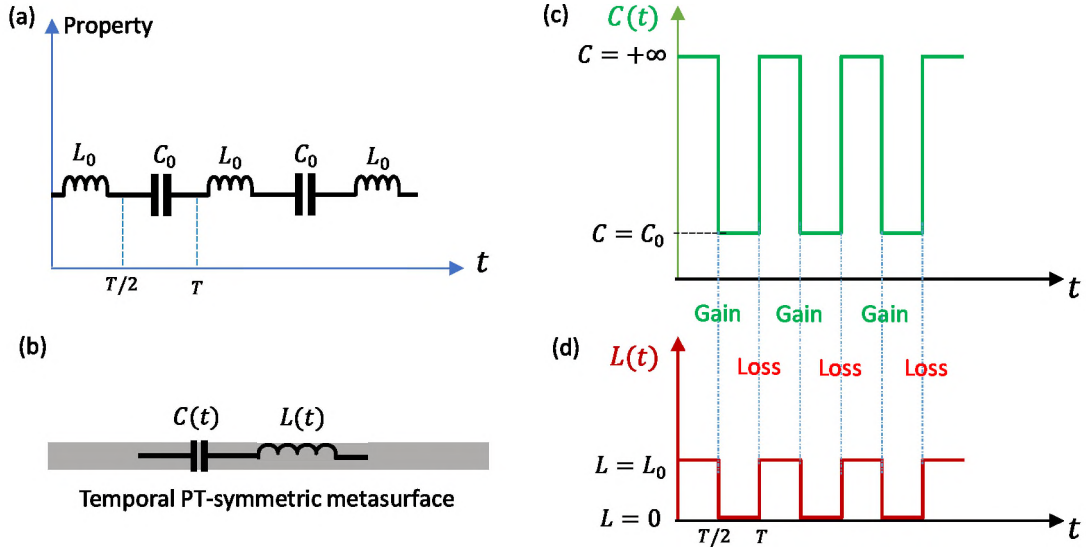 (a)
Property
L₀ C₀ L₀ C₀ L₀
T/2 T t
(b)
C(t) L(t)
Temporal PT-symmetric metasurface
(c)
C(t)
C = +∞
C = C₀
t
Gain Gain Gain
(d)
L(t)
Loss Loss Loss
L = L₀
L = 0
T/2 T t